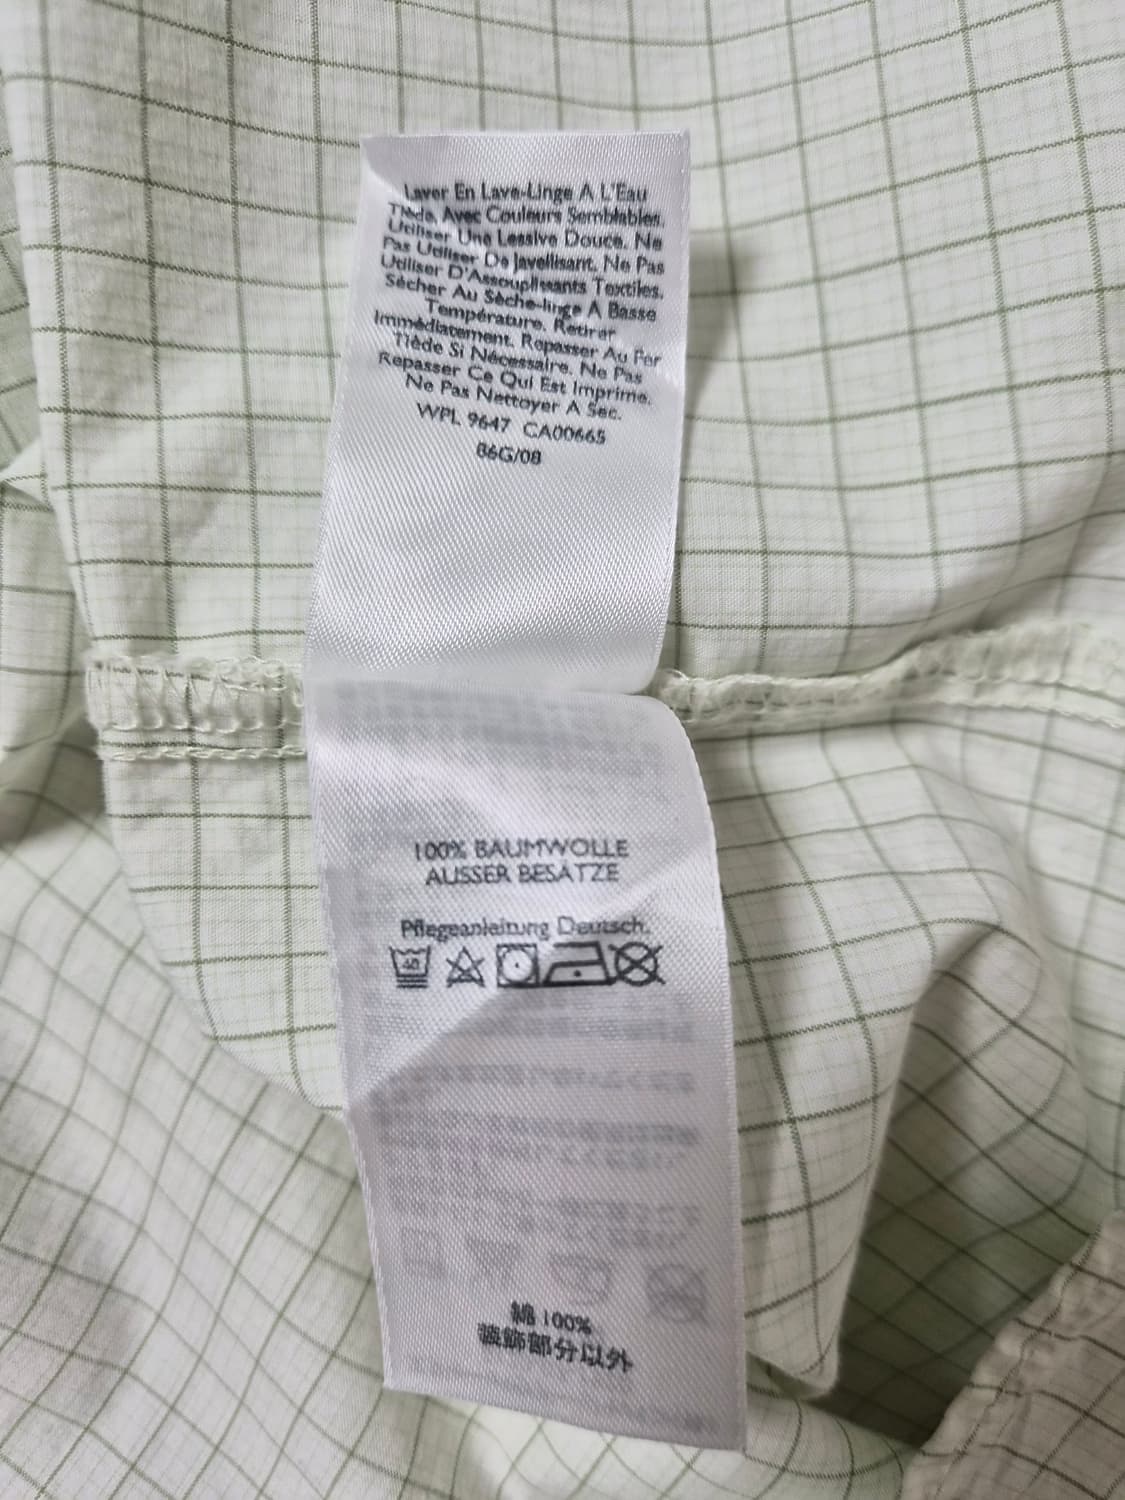 Laver En Lave-Linge A L'Eau
Tiède, Avec Couleurs Semblables.
Utiliser Une Lessive Douce. Ne
Pas Utiliser De Javellisant. Ne Pas
Utiliser D'Assouplissants Textiles.
Sécher Au Sèche-linge A Basse
Température. Retirer
Immédiatement. Repasser Au Fer
Tiède Si Nécessaire. Ne Pas
Repasser Ce Qui Est Imprime.
Ne Pas Nettoyer A Sec.
WPL 9647 CA00665
86G/08
100% BAUMWOLLE
AUSSER BESÄTZE
Pflegeanleitung Deutsch.
40
綿 100%
装飾部分以外